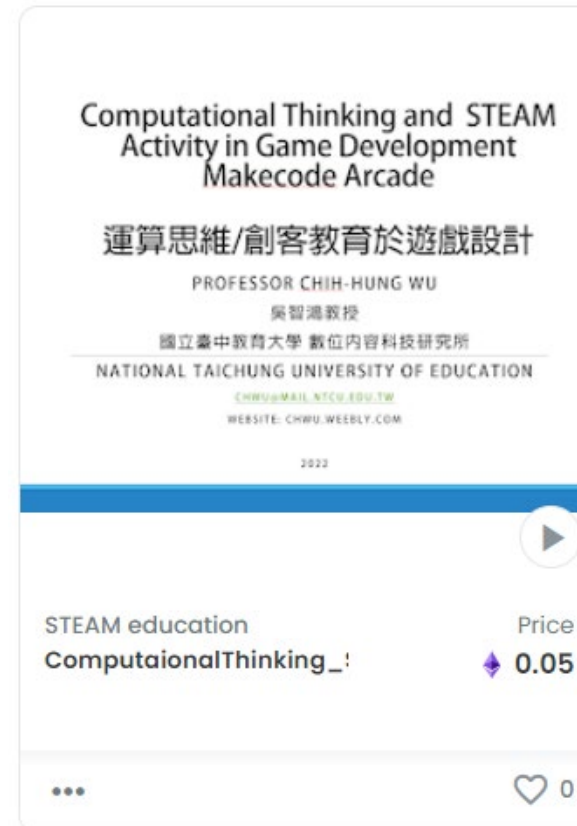 Computational Thinking and STEAM
Activity in Game Development
Makecode Arcade
運算思維/創客教育於遊戲設計
PROFESSOR CHIH-HUNG WU
吳智鴻教授
國立臺中教育大學 數位內容科技研究所
NATIONAL TAICHUNG UNIVERSITY OF EDUCATION
CHWU@MAIL.NTCU.EDU.TW
WEBSITE: CHWU.WEEBLY.COM
2022
STEAM education
Price
ComputaionalThinking_
0.05
0